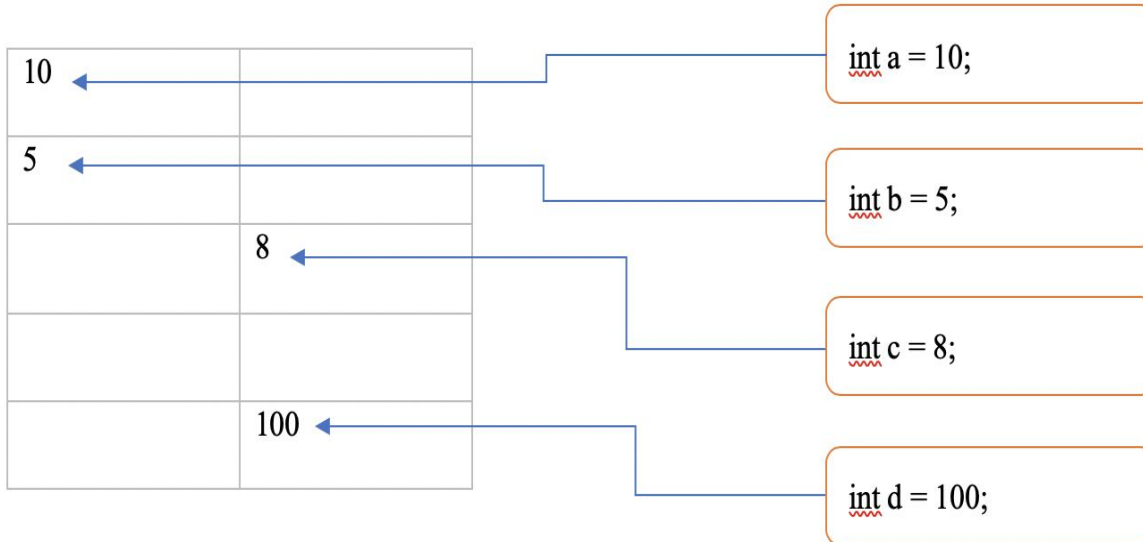 10
int a = 10;
5
int b = 5;
8
int c = 8;
100
int d = 100;